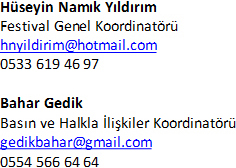 Hüseyin Namık Yıldırım
Festival Genel Koordinatörü
hnyildirim@hotmail.com
0533 619 46 97
Bahar Gedik
Basın ve Halkla İlişkiler Koordinatörü
gedikbahar@gmail.com
0554 566 64 64